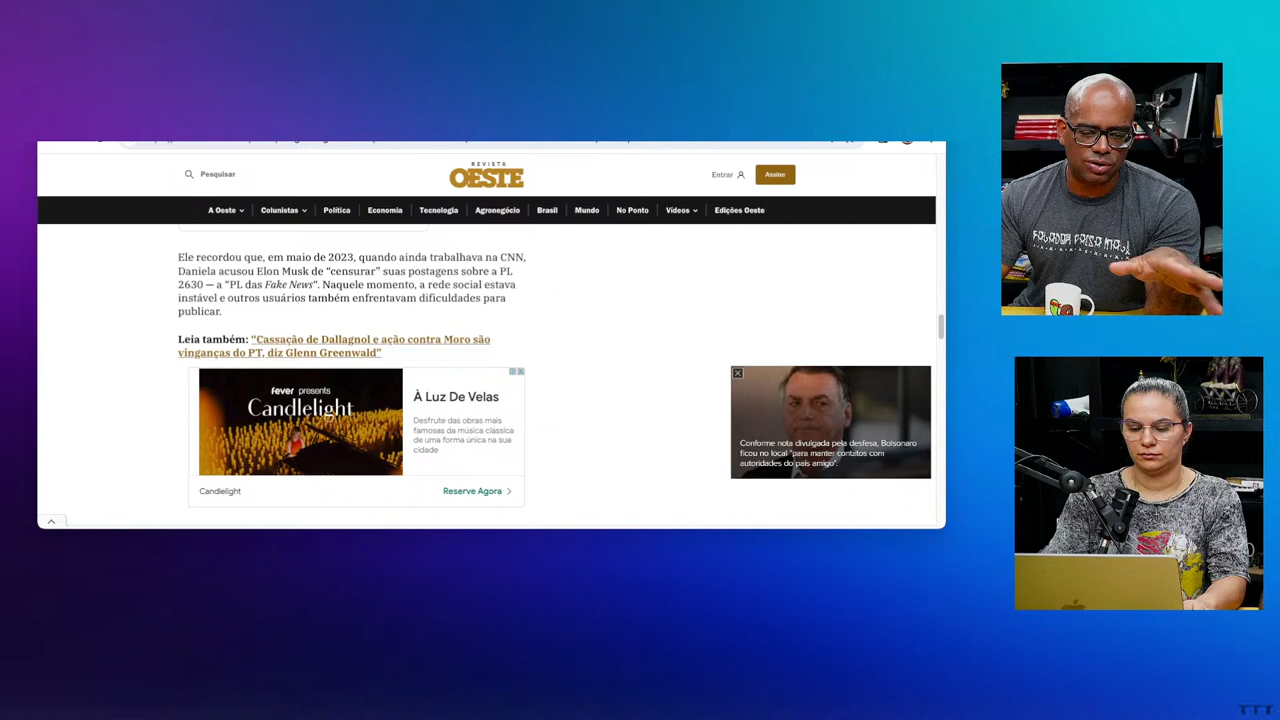 Pesquisar
REVISTA
OESTE
Entrar
Assine
A Oeste
Colunistas
Política
Economia
Tecnologia
Agronegócio
Brasil
Mundo
No Ponto
Vídeos
Edições Oeste
Ele recordou que, em maio de 2023, quando ainda trabalhava na CNN,
Daniela acusou Elon Musk de “censurar” suas postagens sobre a PL
2630 — a “PL das Fake News“. Naquele momento, a rede social estava
instável e outros usuários também enfrentavam dificuldades para
publicar.
Leia também: “Cassação de Dallagnol e ação contra Moro são
vinganças do PT, diz Glenn Greenwald”
fever presents
Candlelight
À Luz De Velas
Desfrute das obras mais
famosas da música clássica
de uma forma única na sua
cidade
Candlelight
Reserve Agora
Conforme nota divulgada pela defesa, Bolsonaro
ficou no local "para manter contatos com
autoridades do país amigo".